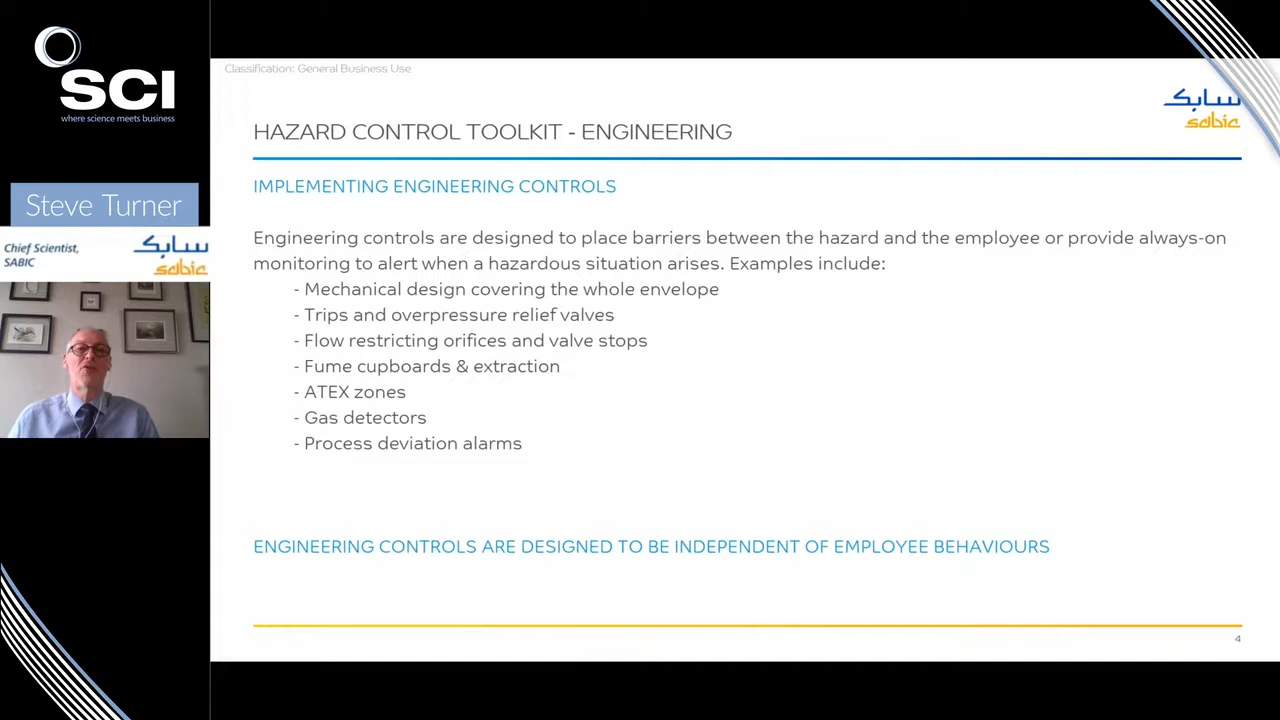 SCI
where science meets business
Steve Turner
Chief Scientist,
SABIC
سابك
sabic
Classification: General Business Use
سابك
sabic
HAZARD CONTROL TOOLKIT - ENGINEERING
IMPLEMENTING ENGINEERING CONTROLS
Engineering controls are designed to place barriers between the hazard and the employee or provide always-on
monitoring to alert when a hazardous situation arises. Examples include:
- Mechanical design covering the whole envelope
- Trips and overpressure relief valves
- Flow restricting orifices and valve stops
- Fume cupboards & extraction
- ATEX zones
- Gas detectors
- Process deviation alarms
ENGINEERING CONTROLS ARE DESIGNED TO BE INDEPENDENT OF EMPLOYEE BEHAVIOURS
4